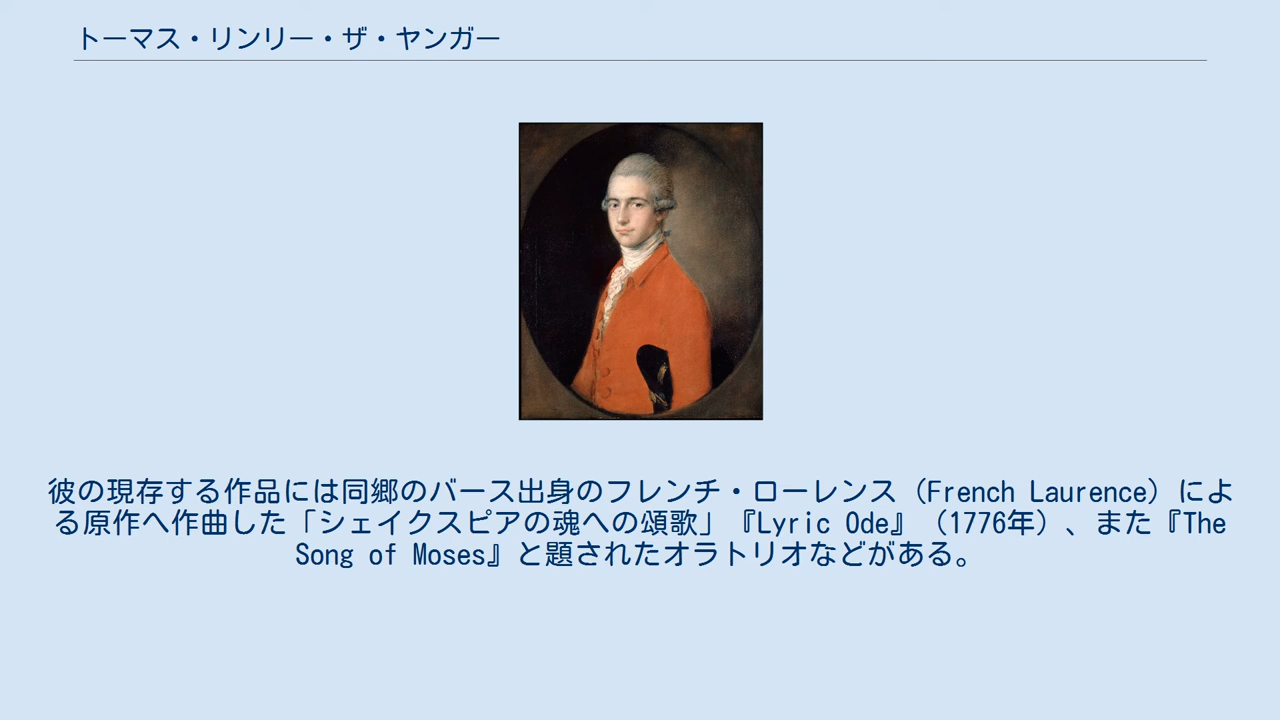 トーマス・リンリー・ザ・ヤンガー
彼の現存する作品には同郷のバース出身のフレンチ・ローレンス（French Laurence）によ
る原作へ作曲した「シェイクスピアの魂への頌歌」『Lyric Ode』（1776年）、また『The
Song of Moses』と題されたオラトリオなどがある。